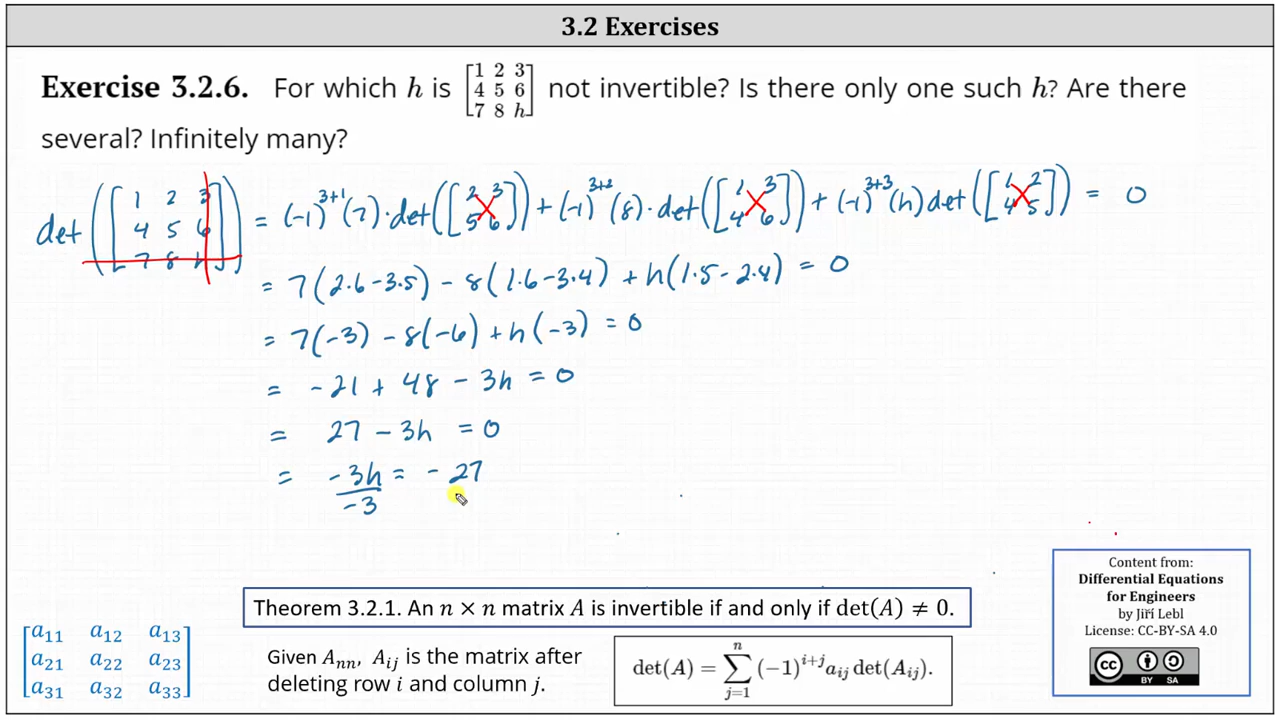 3.2 Exercises
Exercise 3.2.6. For which h is [1 2 3; 4 5 6; 7 8 h] not invertible? Is there only one such h? Are there
several? Infinitely many?
det([1 2 3; 4 5 6; 7 8 h]) = (-1)^{3+1}(7)·det([2 3; 5 6]) + (-1)^{3+2}(8)·det([1 3; 4 6]) + (-1)^{3+3}(h)det([1 2; 4 5]) = 0
= 7(2·6-3·5) - 8(1·6-3·4) + h(1·5-2·4) = 0
= 7(-3) - 8(-6) + h(-3) = 0
= -21 + 48 - 3h = 0
= 27 - 3h = 0
= -3h = -27
-3
Theorem 3.2.1. An n × n matrix A is invertible if and only if det(A) ≠ 0.
a11 a12 a13
a21 a22 a23
a31 a32 a33
Given Ann, Aij is the matrix after
deleting row i and column j.
det(A) = ∑_{j=1}^{n} (-1)^{i+j} aij det(Aij).
Content from:
Differential Equations
for Engineers
by Jiří Lebl
License: CC-BY-SA 4.0
cc
BY SA